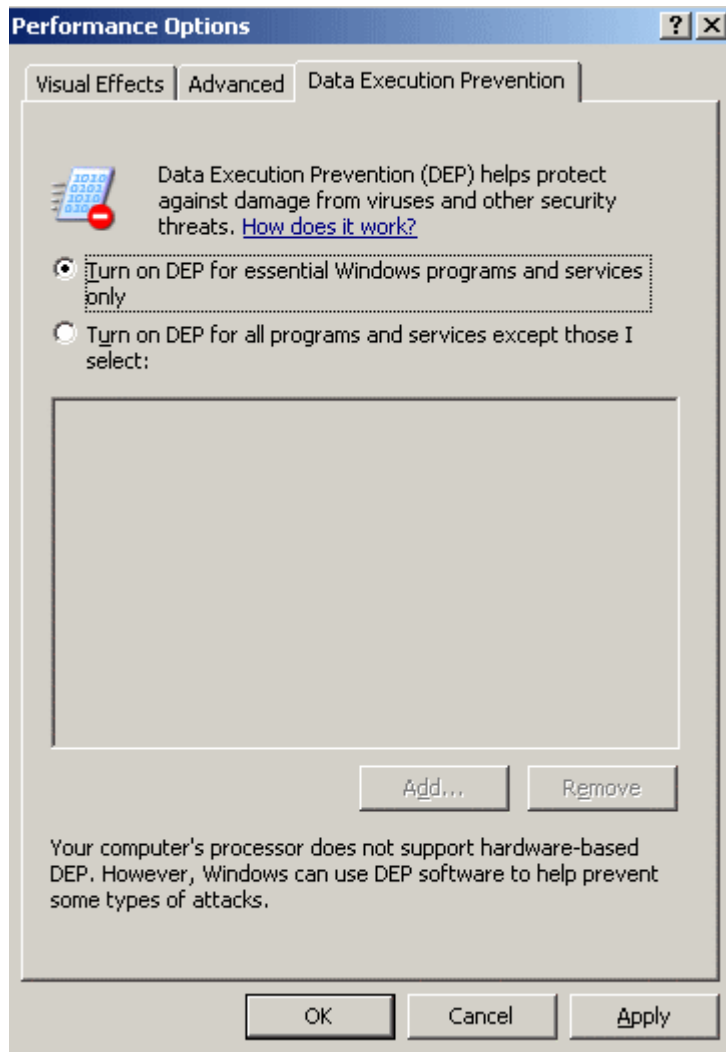 Performance Options
Visual Effects Advanced Data Execution Prevention
Data Execution Prevention (DEP) helps protect
against damage from viruses and other security
threats. How does it work?
Turn on DEP for essential Windows programs and services
only
Turn on DEP for all programs and services except those I
select:
Add... Remove
Your computer's processor does not support hardware-based
DEP. However, Windows can use DEP software to help prevent
some types of attacks.
OK Cancel Apply